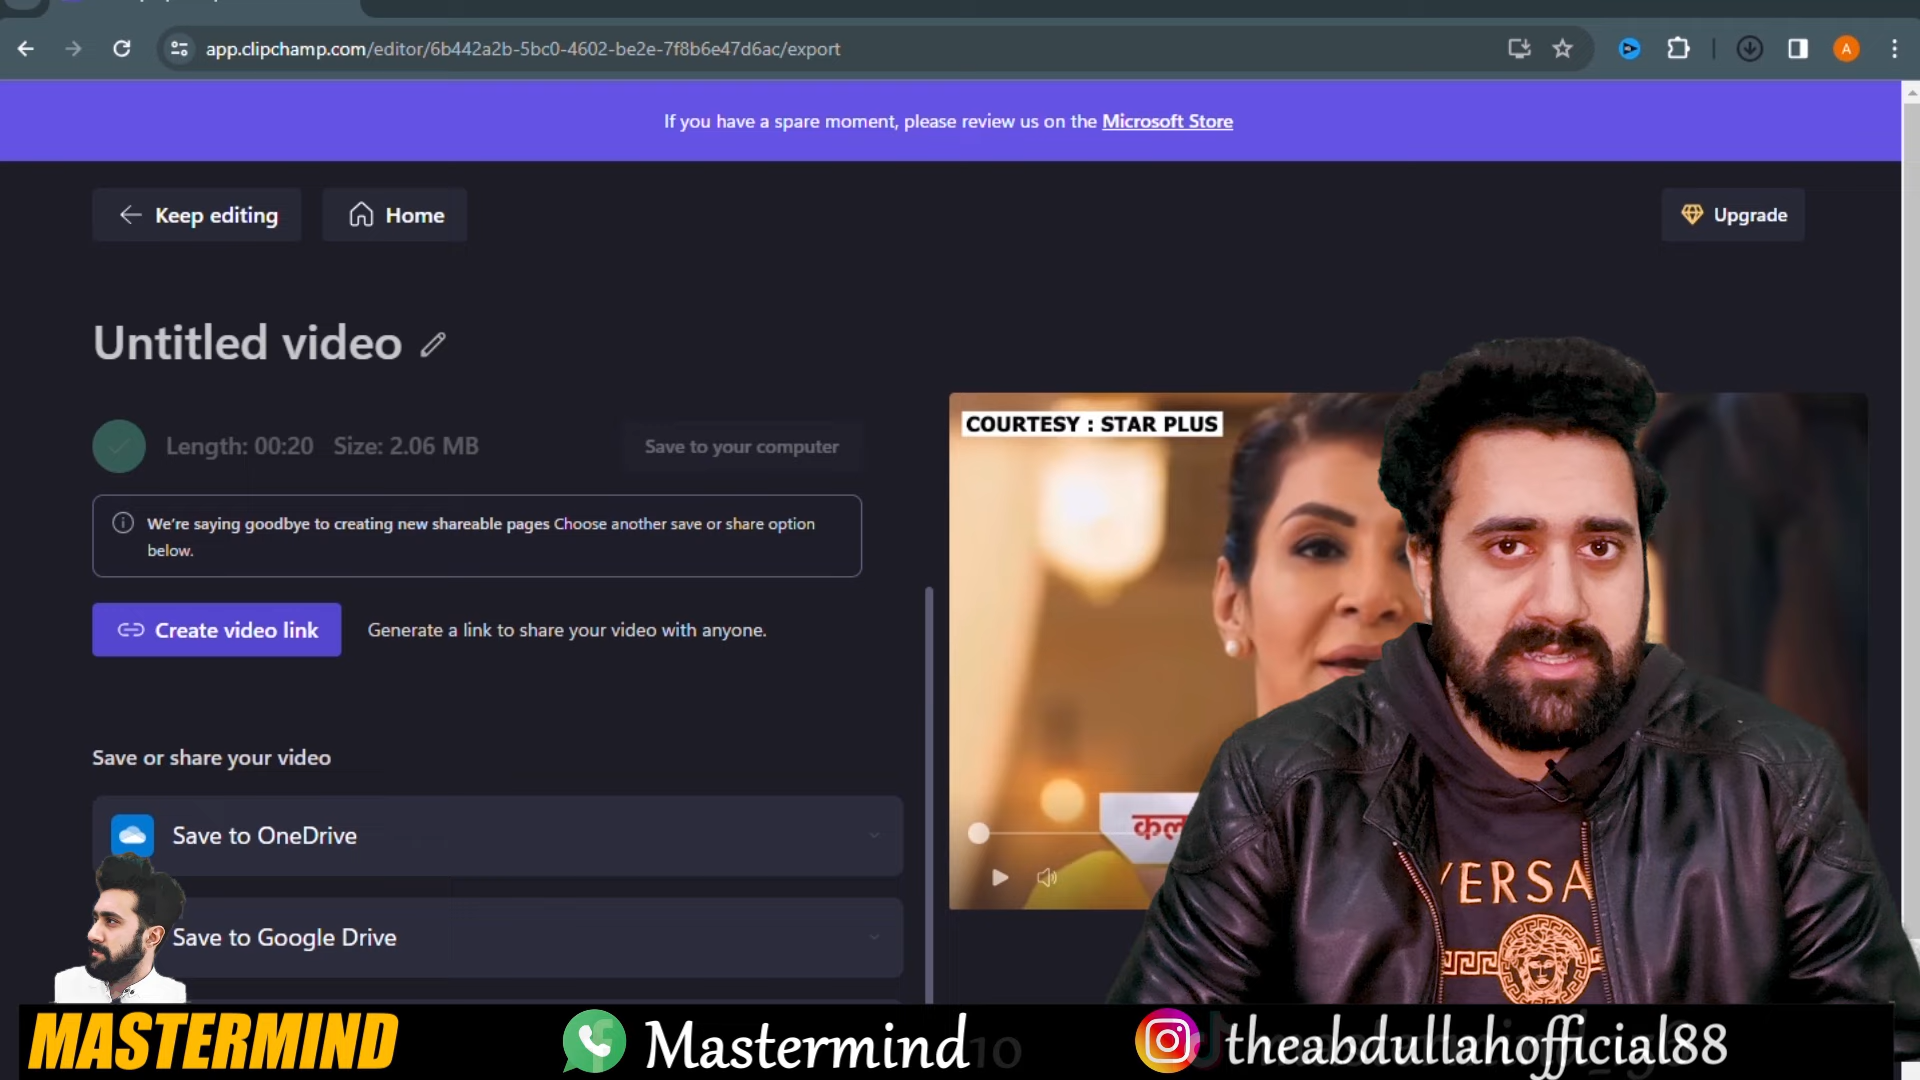 app.clipchamp.com/editor/6b442a2b-5bc0-4602-be2e-7f8b6e47d6ac/export
A
If you have a spare moment, please review us on the Microsoft Store
Keep editing
Home
Upgrade
Untitled video
Length: 00:20 Size: 2.06 MB
Save to your computer
We're saying goodbye to creating new shareable pages Choose another save or share option
below.
Create video link
Generate a link to share your video with anyone.
Save or share your video
Save to OneDrive
Save to Google Drive
COURTESY : STAR PLUS
VERSA
MASTERMIND
Mastermind
theabdullahofficial88